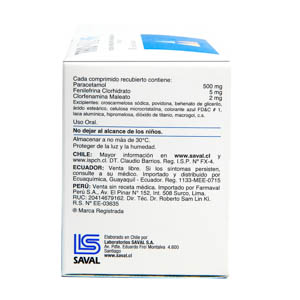 Cada comprimido recubierto contiene:
Paracetamol 500 mg
Fenilefrina Clorhidrato 5 mg
Clorfenamina Maleato 2 mg
Excipientes: croscarmelosa sódica, povidona, behenato de glicerilo,
ácido esteárico, celulosa microcristalina, colorante azul FD&C # 1,
laca alumínica, hipromelosa, dióxido de titanio, macrogol, c.s.
Uso Oral.
No dejar al alcance de los niños.
Almacenar a no más de 30°C.
Proteger de la luz y la humedad.
CHILE: Mayor información en www.saval.cl
y www.ispch.cl DT. Claudio Barrios. Reg. I.S.P. N° FX-4.
ECUADOR: Venta libre. Si los síntomas persisten,
consulte a su médico. Importado y distribuido por
Ecuaquímica, Guayaquil - Ecuador. Reg.
PERÚ: Venta sin receta médica. Importado por Farmaval
Perú S.A., Av. El Pinar N° 152, Int. 508 Surco, Lima.
RUC: Dir. Téc. Dr. Roberto Sam Lin Kl.
R.S. N° EE-03635
® Marca Registrada
LS
SAVAL
Elaborado en Chile por
Laboratorios SAVAL S.A.
Av. Pdte. Eduardo Frei Montalva 4.600
Santiago
www.saval.cl